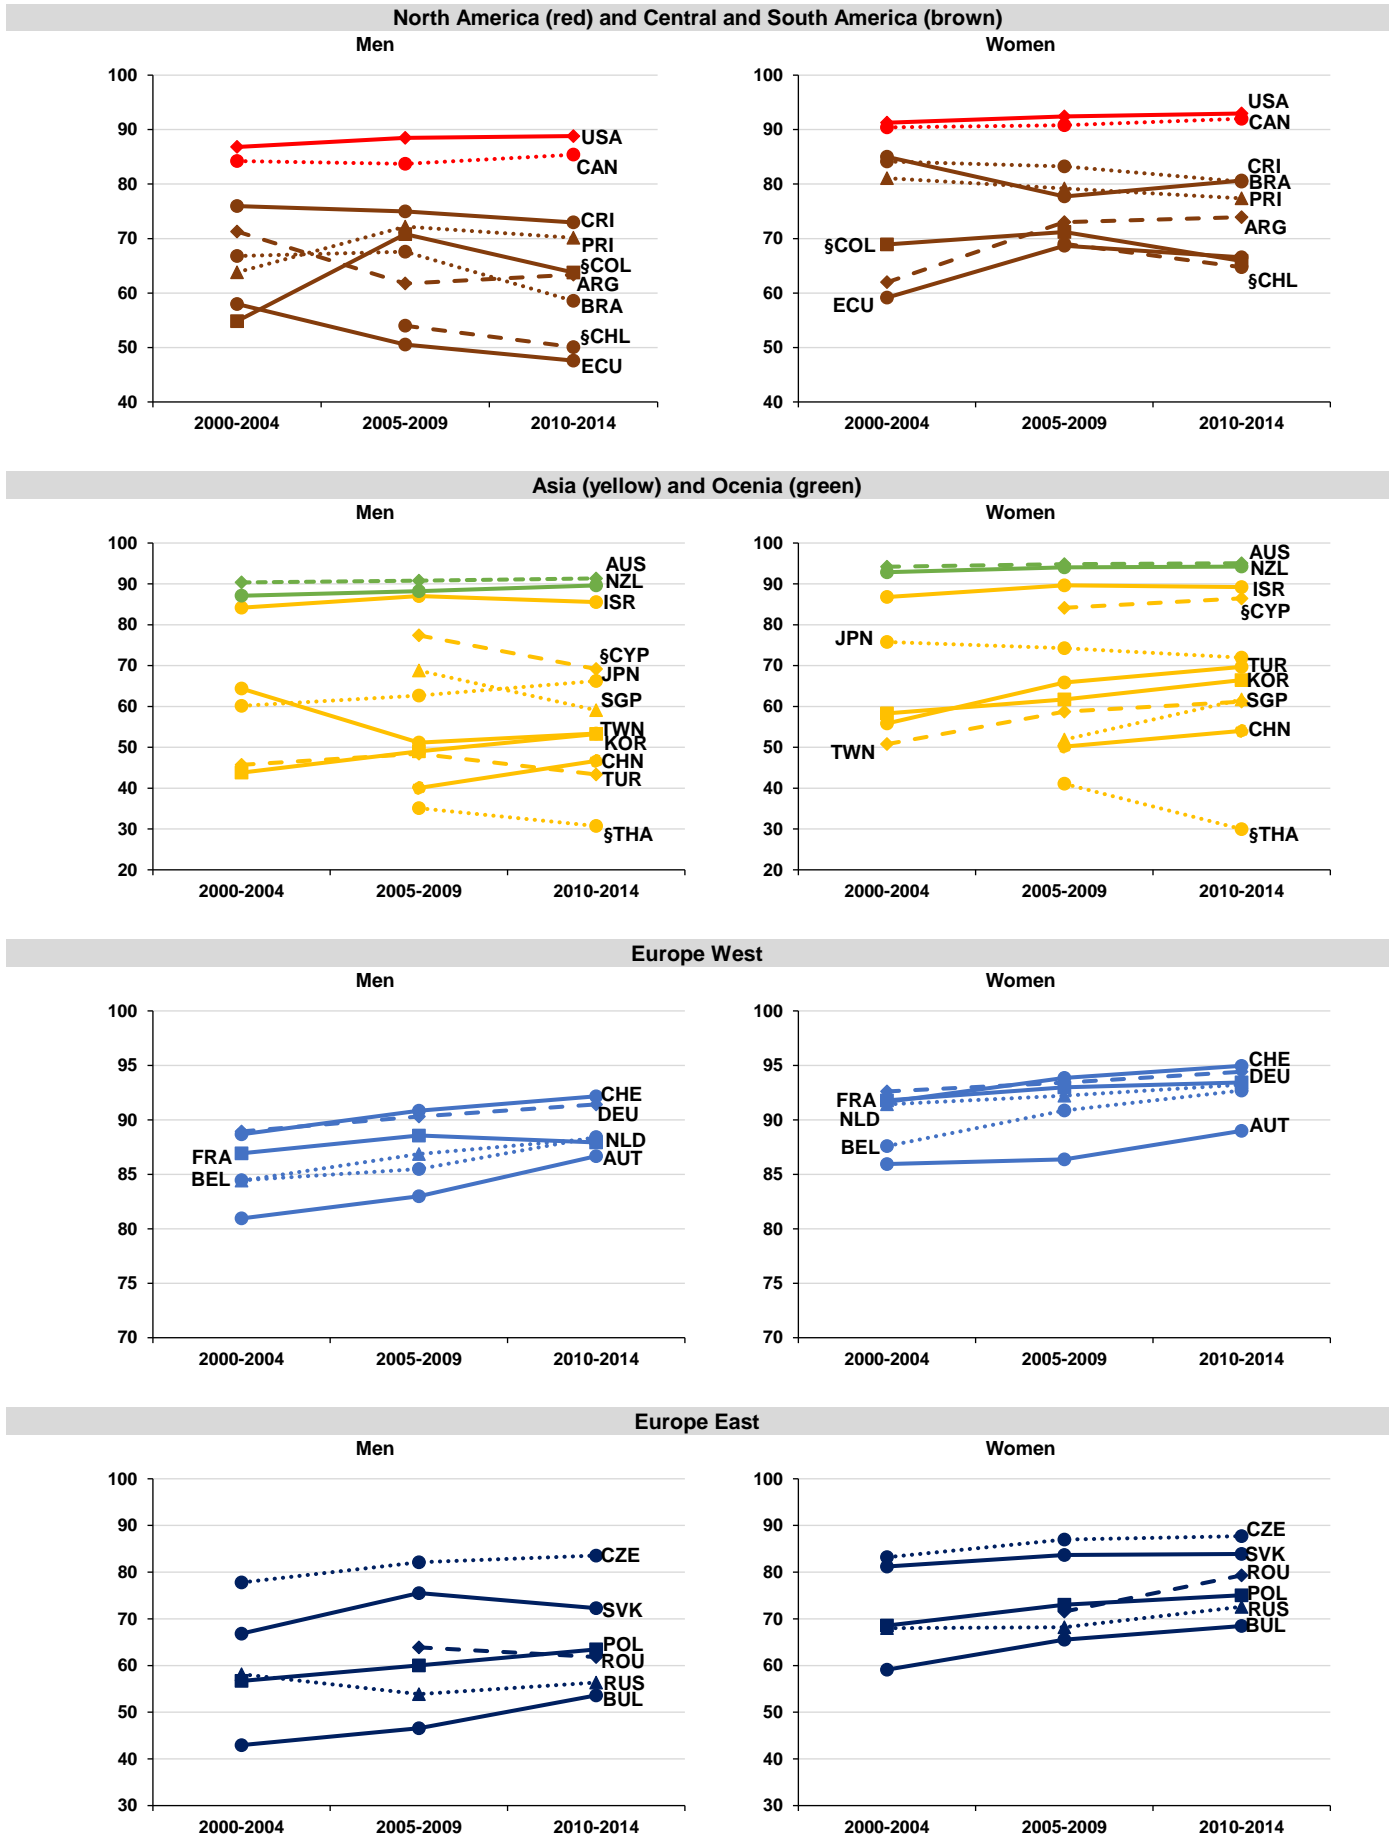 North America (red) and Central and South America (brown)
Men
Women
100
90
80
70
60
50
40
USA
CAN
CRI
PRI
§COL
ARG
BRA
§CHL
ECU
2000-2004 2005-2009 2010-2014
100
90
80
70
60
50
40
USA
CAN
CRI
BRA
PRI
ARG
§COL
§CHL
ECU
2000-2004 2005-2009 2010-2014
Asia (yellow) and Ocenia (green)
Men
Women
100
90
80
70
60
50
40
30
20
AUS
NZL
ISR
§CYP
JPN
SGP
TWN
KOR
CHN
TUR
§THA
2000-2004 2005-2009 2010-2014
100
90
80
70
60
50
40
30
20
AUS
NZL
ISR
§CYP
JPN
TUR
KOR
SGP
CHN
TWN
§THA
2000-2004 2005-2009 2010-2014
Europe West
Men
Women
100
95
90
85
80
75
70
CHE
DEU
NLD
AUT
FRA
BEL
2000-2004 2005-2009 2010-2014
100
95
90
85
80
75
70
CHE
DEU
FRA
NLD
AUT
BEL
2000-2004 2005-2009 2010-2014
Europe East
Men
Women
100
90
80
70
60
50
40
30
CZE
SVK
POL
ROU
RUS
BUL
2000-2004 2005-2009 2010-2014
100
90
80
70
60
50
40
30
CZE
SVK
ROU
POL
RUS
BUL
2000-2004 2005-2009 2010-2014